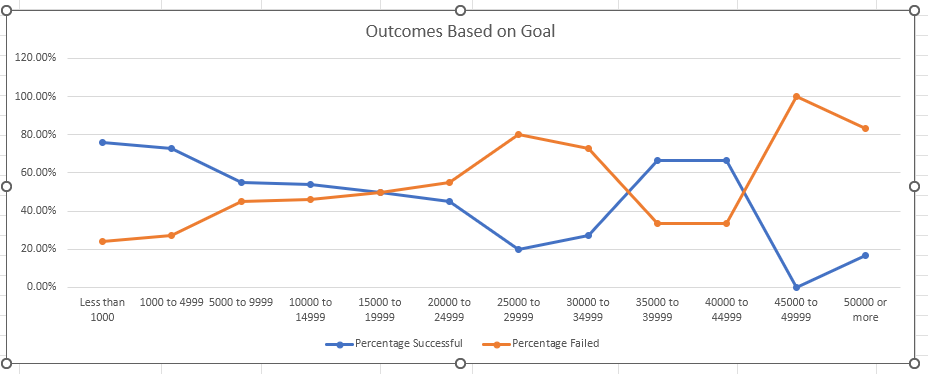 Outcomes Based on Goal
120.00%
100.00%
80.00%
60.00%
40.00%
20.00%
0.00%
Less than 1000
1000 to 4999
5000 to 9999
10000 to 14999
15000 to 19999
20000 to 24999
25000 to 29999
30000 to 34999
35000 to 39999
40000 to 44999
45000 to 49999
50000 or more
Percentage Successful
Percentage Failed